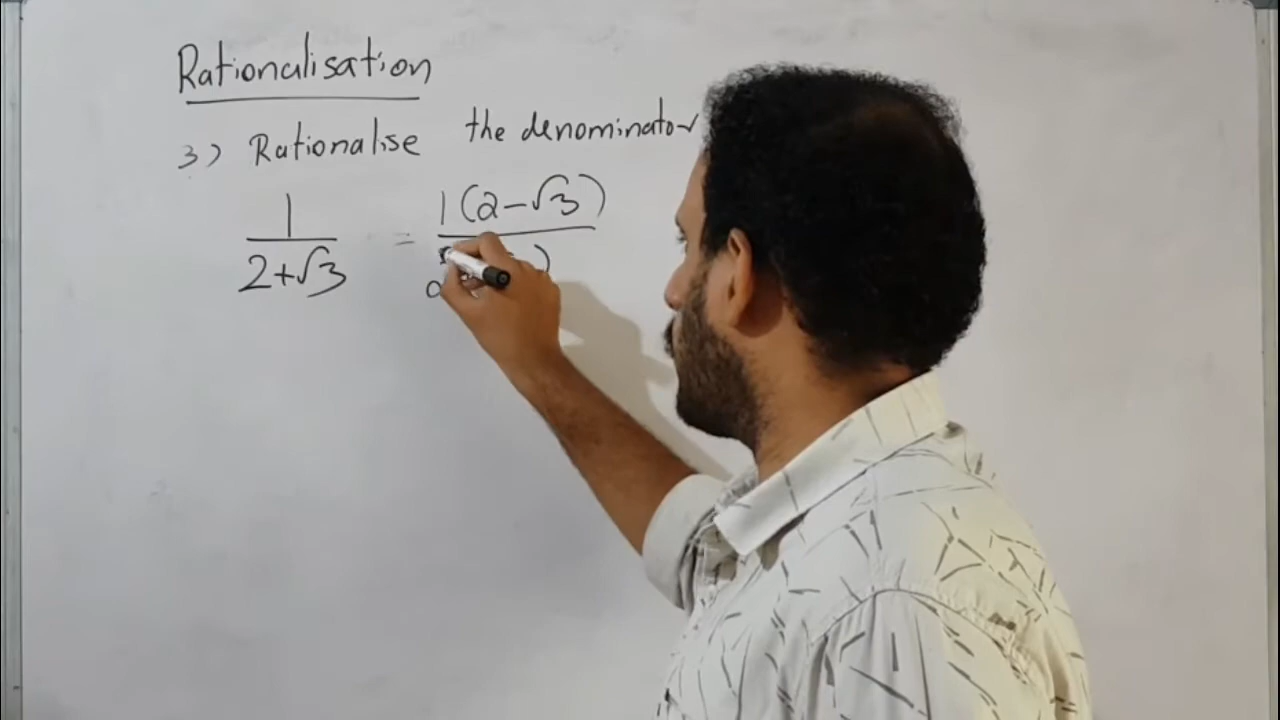 Rationalisation
3) Rationalise the denominator
1/(2+√3) = 1(2-√3)/